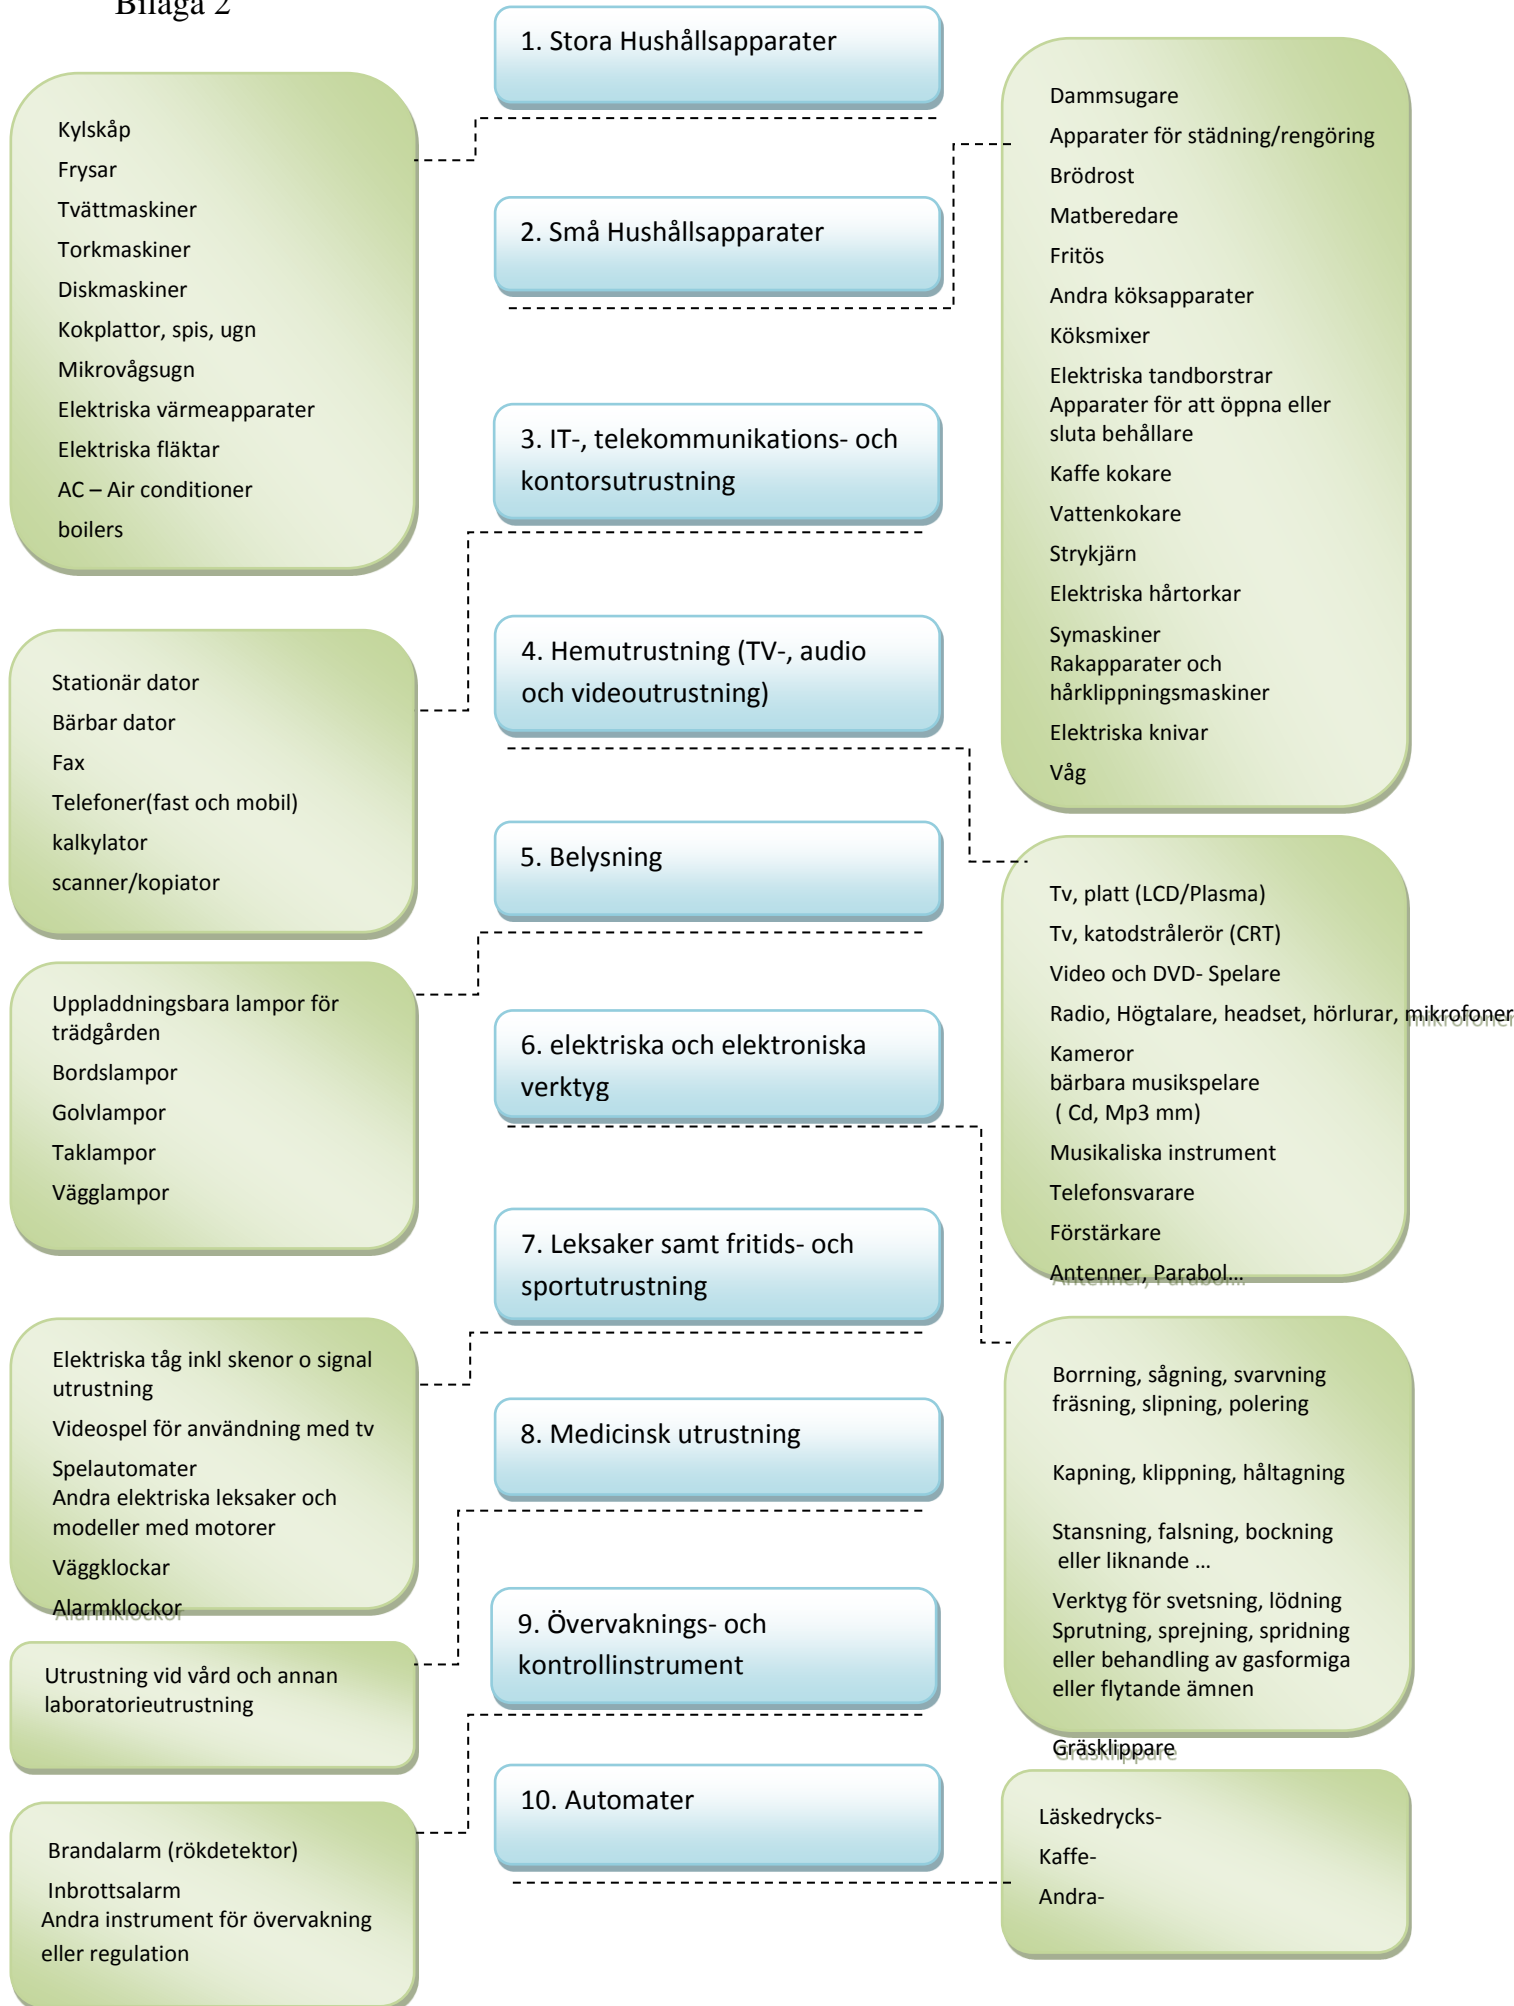 Bilaga 2
1. Stora Hushållsapparater
Kylskåp
Frysar
Tvättmaskiner
Torkmaskiner
Diskmaskiner
Kokplattor, spis, ugn
Mikrovågsugn
Elektriska värmeapparater
Elektriska fläktar
AC – Air conditioner
boilers
2. Små Hushållsapparater
Dammsugare
Apparater för städning/rengöring
Brödrost
Matberedare
Fritös
Andra köksapparater
Köksmixer
Elektriska tandborstrar
Apparater för att öppna eller
sluta behållare
Kaffe kokare
Vattenkokare
Strykjärn
Elektriska hårtorkar
Symaskiner
Rakapparater och
hårklippningsmaskiner
Elektriska knivar
Våg
3. IT-, telekommunikations- och
kontorsutrustning
Stationär dator
Bärbar dator
Fax
Telefoner(fast och mobil)
kalkylator
scanner/kopiator
4. Hemutrustning (TV-, audio
och videoutrustning)
Tv, platt (LCD/Plasma)
Tv, katodstrålerör (CRT)
Video och DVD- Spelare
Radio, Högtalare, headset, hörlurar, mikrofoner
Kameror
bärbara musikspelare
( Cd, Mp3 mm)
Musikaliska instrument
Telefonsvarare
Förstärkare
Antenner, Parabol...
5. Belysning
Uppladdningsbara lampor för
trädgården
Bordslampor
Golvlampor
Taklampor
Vägglampor
6. elektriska och elektroniska
verktyg
Borrning, sågning, svarvning
fräsning, slipning, polering
Kapning, klippning, håltagning
Stansning, falsning, bockning
eller liknande ...
Verktyg för svetsning, lödning
Sprutning, sprejning, spridning
eller behandling av gasformiga
eller flytande ämnen
Gräsklippare
7. Leksaker samt fritids- och
sportutrustning
Elektriska tåg inkl skenor o signal
utrustning
Videospel för användning med tv
Spelautomater
Andra elektriska leksaker och
modeller med motorer
Väggklockar
Alarmklockor
8. Medicinsk utrustning
Utrustning vid vård och annan
laboratorieutrustning
9. Övervaknings- och
kontrollinstrument
Brandalarm (rökdetektor)
Inbrottsalarm
Andra instrument för övervakning
eller regulation
10. Automater
Läskedrycks-
Kaffe-
Andra-